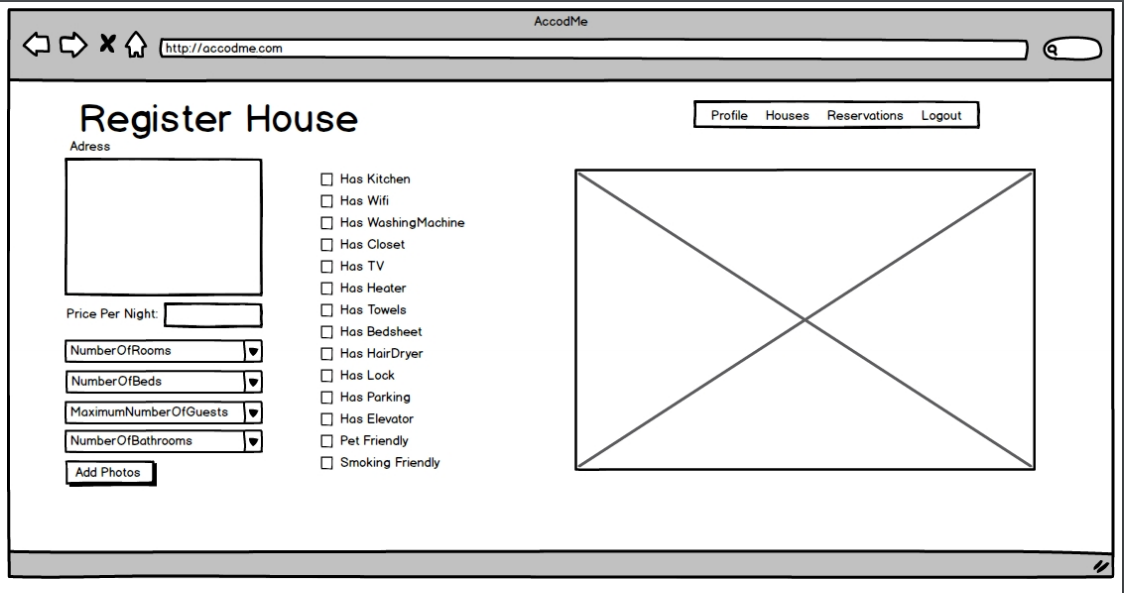 AccodMe
http://accodme.com
Register House
Profile Houses Reservations Logout
Adress
Price Per Night:
NumberOfRooms
NumberOfBeds
MaximumNumberOfGuests
NumberOfBathrooms
Add Photos
Has Kitchen
Has Wifi
Has WashingMachine
Has Closet
Has TV
Has Heater
Has Towels
Has Bedsheet
Has HairDryer
Has Lock
Has Parking
Has Elevator
Pet Friendly
Smoking Friendly